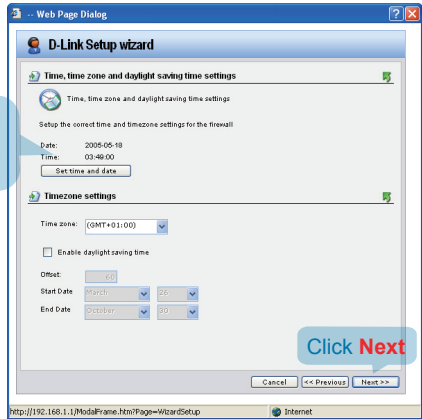 -- Web Page Dialog
D-Link Setup wizard
Time, time zone and daylight saving time settings
Time, time zone and daylight saving time settings
Setup the correct time and timezone settings for the firewall
Date: 2005-05-18
Time: 03:49:00
Set time and date
Timezone settings
Time zone: (GMT+01:00)
Enable daylight saving time
Offset: 60
Start Date March 26
End Date October 30
Click Next
Cancel << Previous Next >>
http://192.168.1.1/ModalFrame.htm?Page=WizardSetup Internet